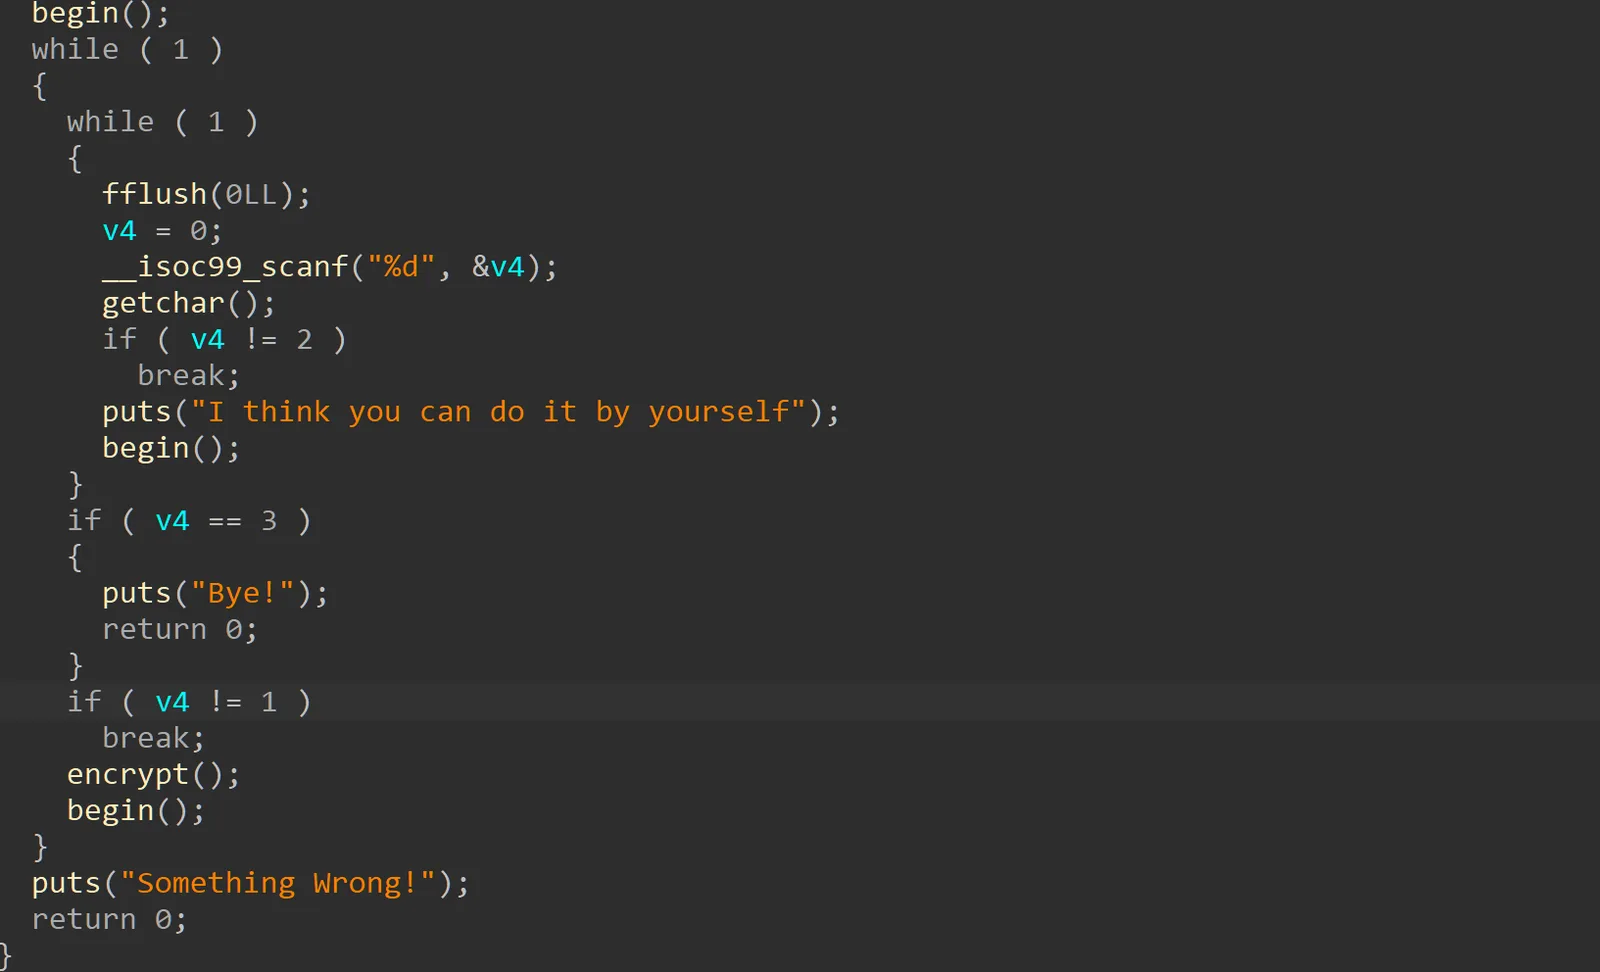 begin();
while ( 1 )
{
while ( 1 )
{
fflush(0LL);
v4 = 0;
__isoc99_scanf("%d", &v4);
getchar();
if ( v4 != 2 )
break;
puts("I think you can do it by yourself");
begin();
}
if ( v4 == 3 )
{
puts("Bye!");
return 0;
}
if ( v4 != 1 )
break;
encrypt();
begin();
}
puts("Something Wrong!");
return 0;
}